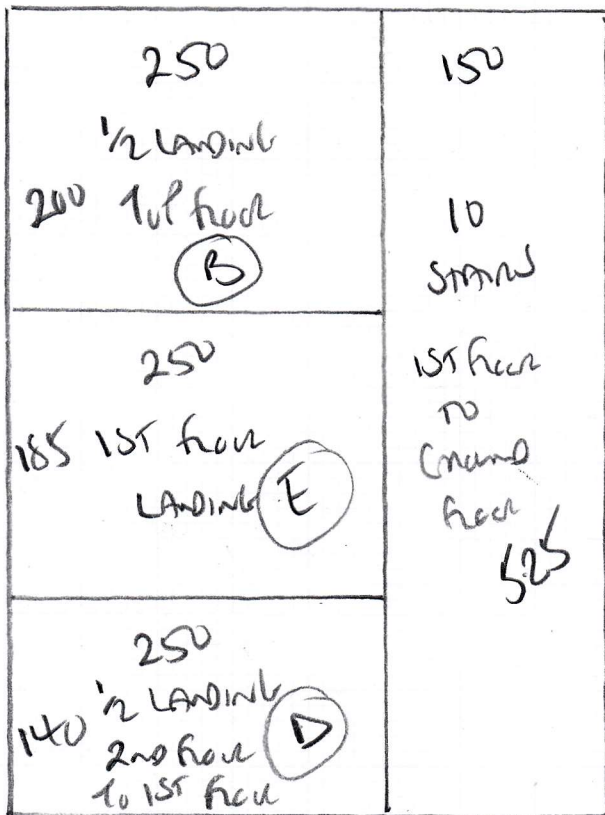 250
1/2 LANDING
200 TOP FLOOR
B
250
185 1ST FLOOR
LANDING E
250
140 1/2 LANDING
D
2ND FLOOR
TO 1ST FLOOR
150
10
STAIRS
1ST FLOOR
TO
GROUND
FLOOR
525